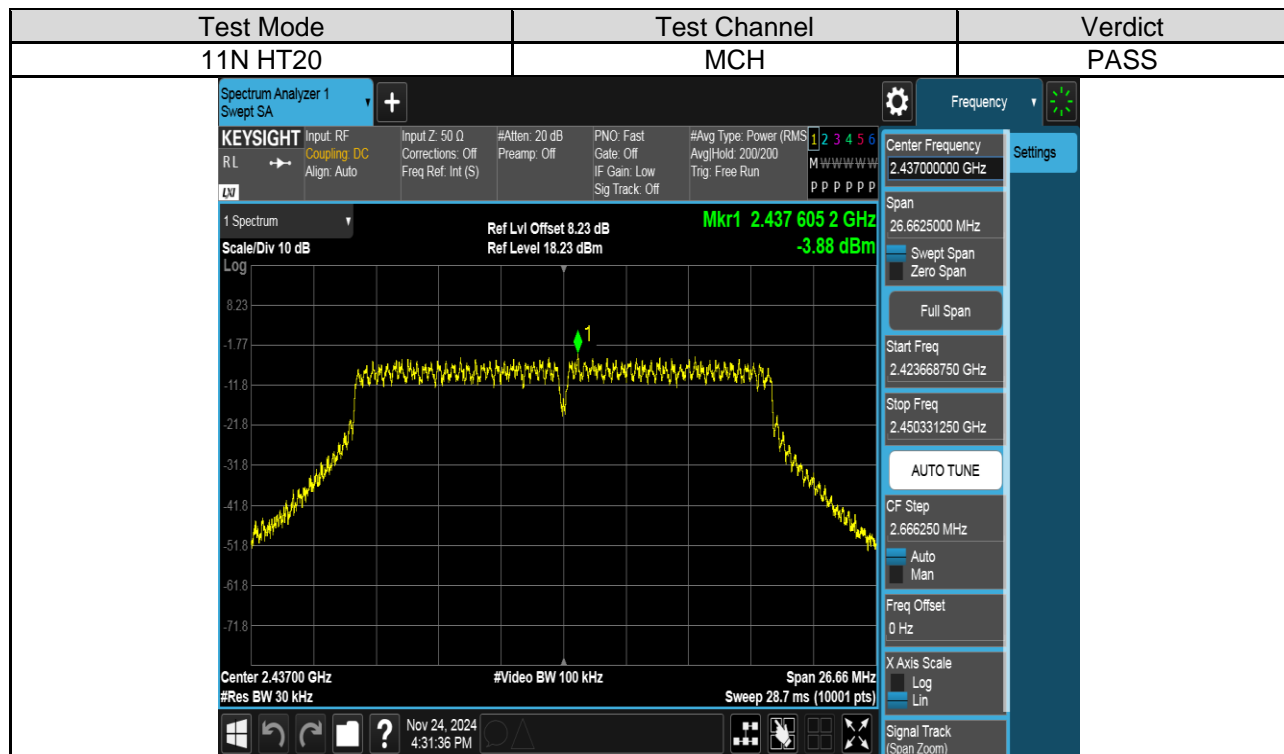 Test Mode Test Channel Verdict
11N HT20 MCH PASS
Spectrum Analyzer 1
Swept SA
+
Frequency
KEYSIGHT
RL
LXI
Input: RF
Coupling: DC
Align: Auto
Input Z: 50 Ω
Corrections: Off
Freq Ref: Int (S)
#Atten: 20 dB
Preamp: Off
PNO: Fast
Gate: Off
IF Gain: Low
Sig Track: Off
#Avg Type: Power (RMS
Avg|Hold: 200/200
Trig: Free Run
1 2 3 4 5 6
M W W W W W
P P P P P P
Center Frequency
2.437000000 GHz
Settings
Span
26.6625000 MHz
Swept Span
Zero Span
Full Span
Start Freq
2.423668750 GHz
Stop Freq
2.450331250 GHz
AUTO TUNE
CF Step
2.666250 MHz
Auto
Man
Freq Offset
0 Hz
X Axis Scale
Log
Lin
Signal Track
(Span Zoom)
1 Spectrum
Scale/Div 10 dB
Log
Ref Lvl Offset 8.23 dB
Ref Level 18.23 dBm
Mkr1 2.437 605 2 GHz
-3.88 dBm
1
8.23
-1.77
-11.8
-21.8
-31.8
-41.8
-51.8
-61.8
-71.8
Center 2.43700 GHz
#Res BW 30 kHz
#Video BW 100 kHz
Span 26.66 MHz
Sweep 28.7 ms (10001 pts)
?
Nov 24, 2024
4:31:36 PM